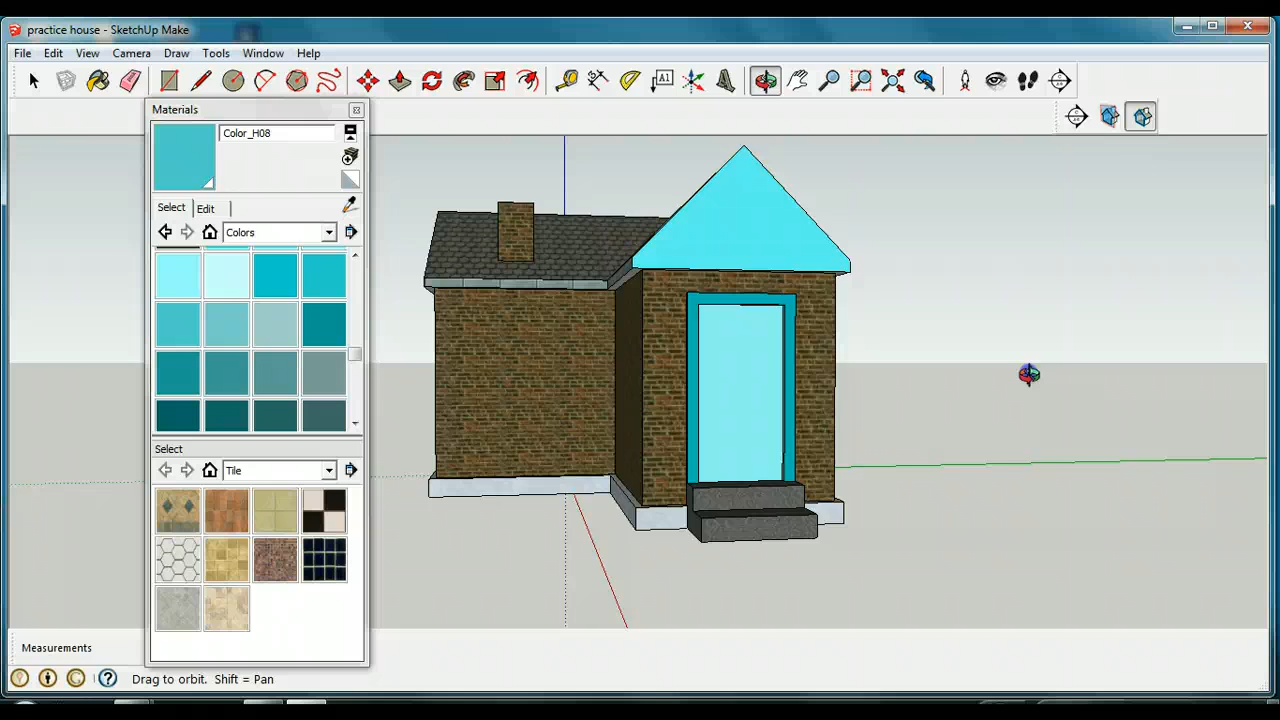 practice house - SketchUp Make
File Edit View Camera Draw Tools Window Help
A1
Materials
Color_H08
Select Edit
Colors
Select
Tile
Measurements
Drag to orbit. Shift = Pan